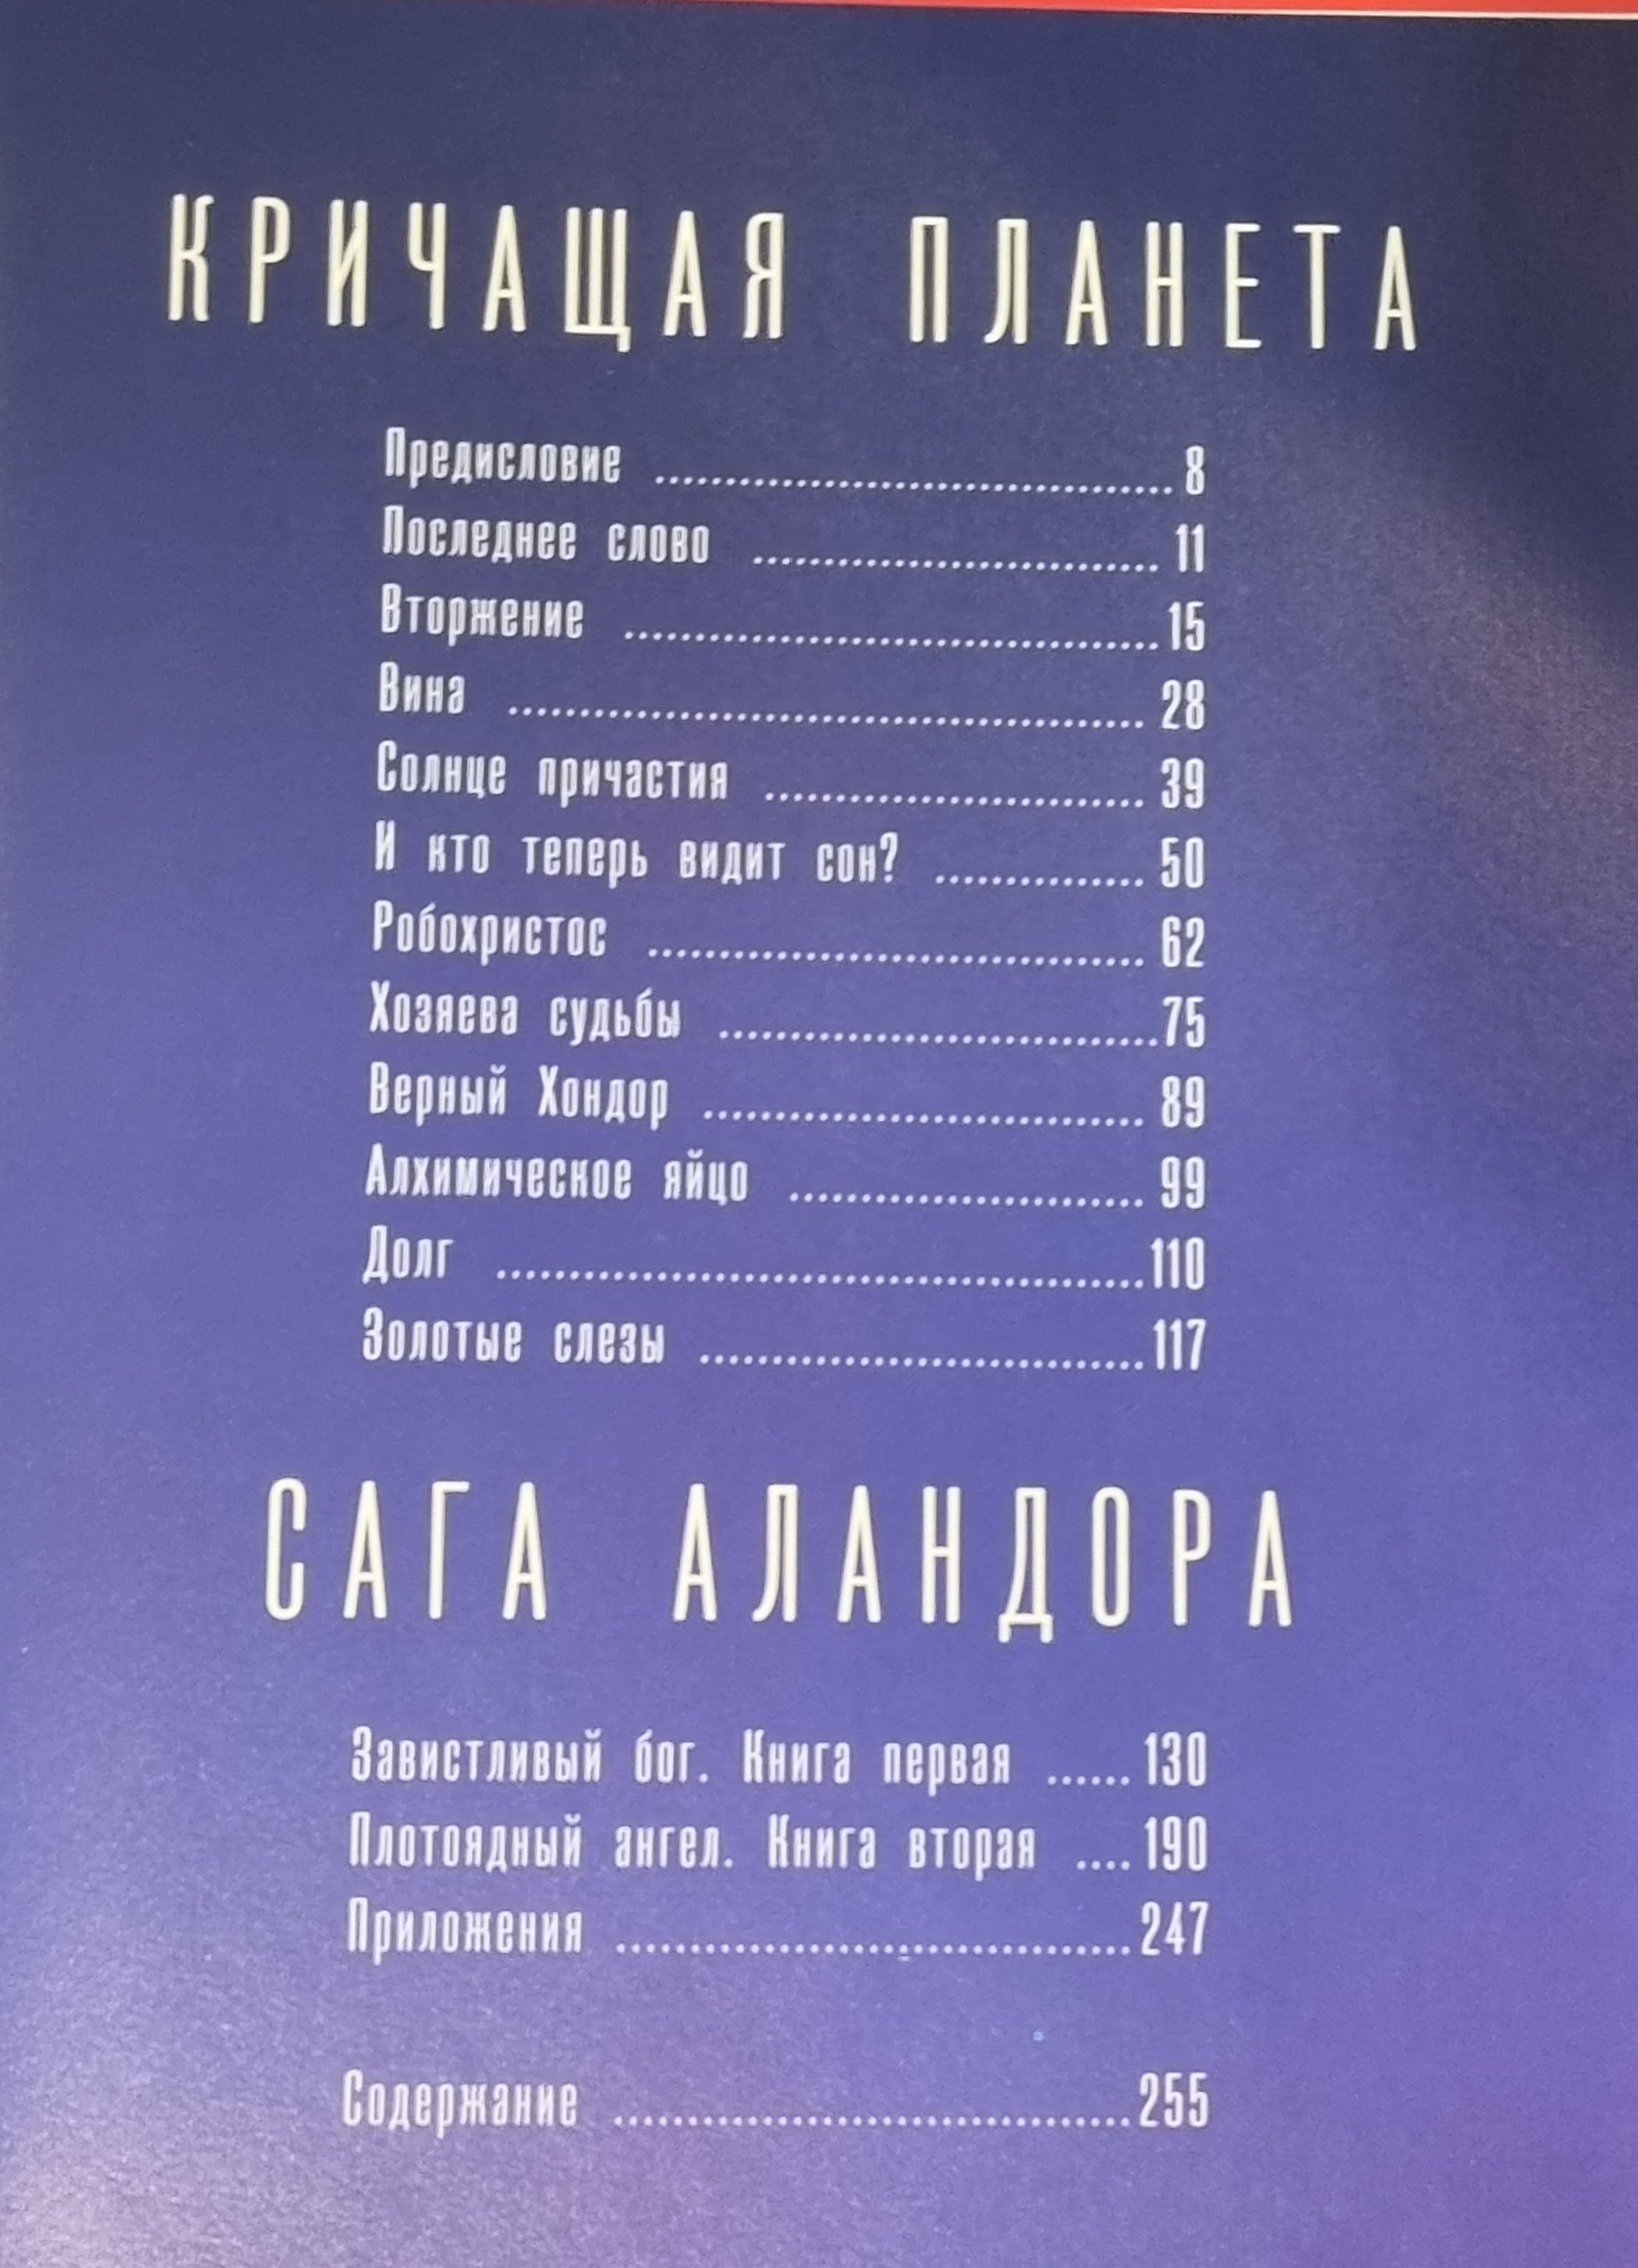 КРИЧАЩАЯ ПЛАНЕТА
Предисловие ..................................... 8
Последнее слово ............................. 11
Вторжение ......................................15
Вина ............................................. 28
Солнце причастия ........................... 39
И кто теперь видит сон? ............... 50
Робохристос ................................... 62
Хозяева судьбы ...............................75
Верный Хондор ............................... 89
Алхимическое яйцо ......................... 99
Долг ..............................................110
Золотые слезы ................................117
САГА АЛАНДОРА
Завистливый бог. Книга первая ......130
Плотоядный ангел. Книга вторая ....190
Приложения .....................................247
Содержание .....................................255